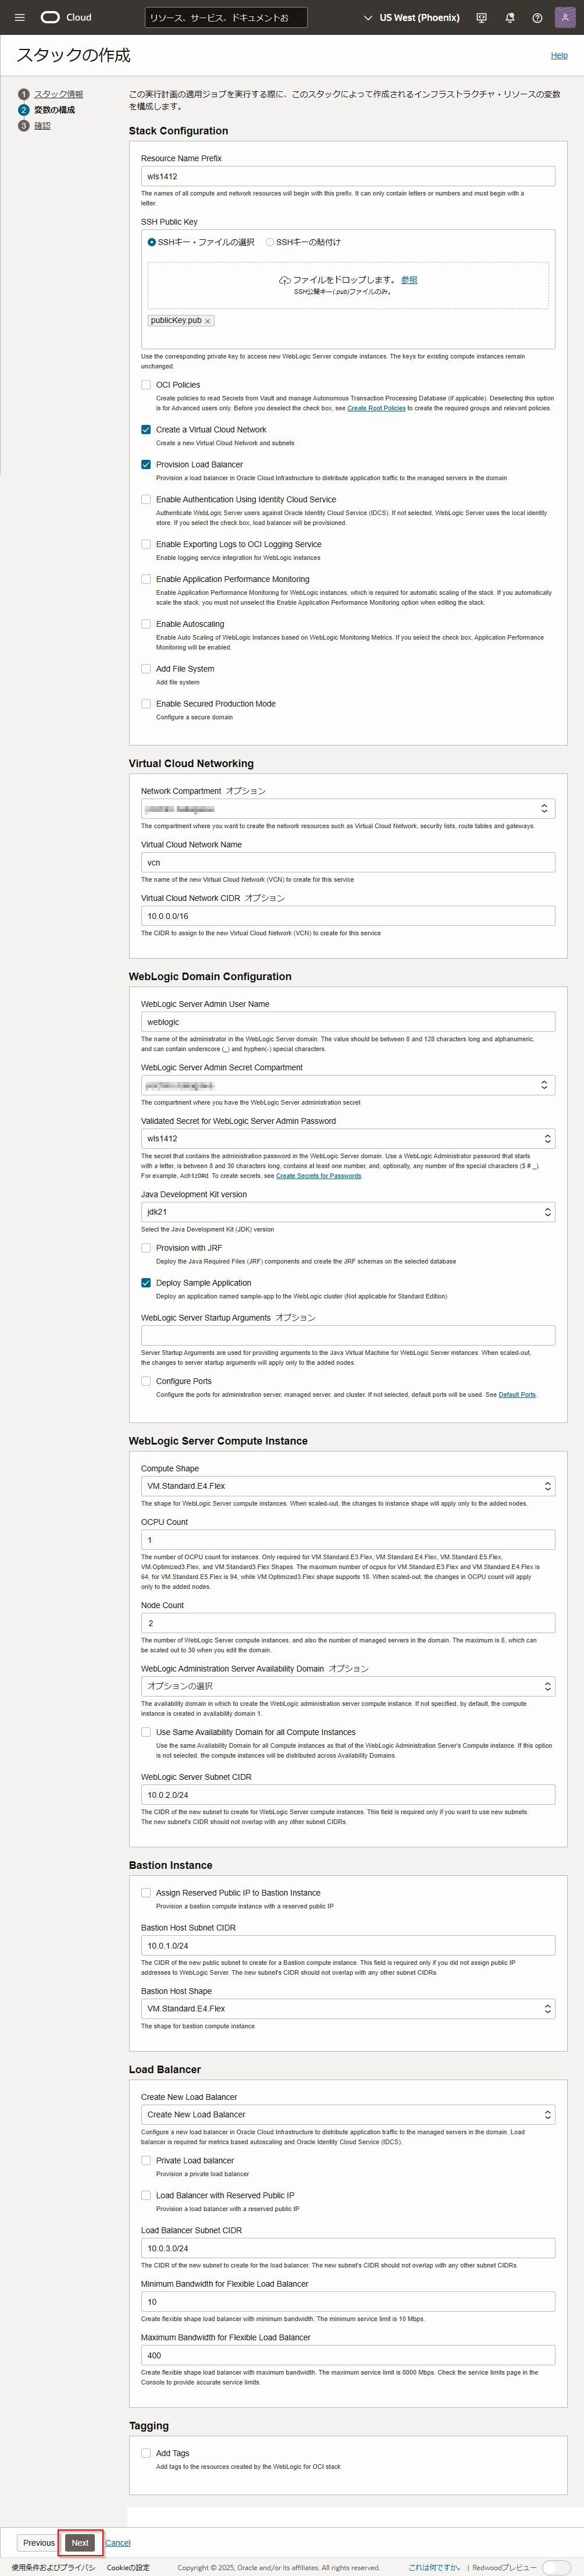 Cloud
リソース、サービス、ドキュメントお
US West (Phoenix)
スタックの作成
Help
1 スタック情報
2 変数の構成
3 確認
この実行計画の適用ジョブを実行する際に、このスタックによって作成されるインフラストラクチャ・リソースの変数
を構成します。
Stack Configuration
Resource Name Prefix
wls1412
The names of all compute and network resources will begin with this prefix. It can only contain letters or numbers and must begin with a
letter.
SSH Public Key
SSHキー・ファイルの選択 SSHキーの貼付け
ファイルをドロップします。 参照
SSH公開キー(.pub)ファイルのみ。
publicKey.pub ×
Use the corresponding private key to access new WebLogic Server compute instances. The keys for existing compute instances remain
unchanged.
OCI Policies
Create policies to read Secrets from Vault and manage Autonomous Transaction Processing Database (if applicable). Deselecting this option
is for Advanced users only. Before you deselect the check box, see Create Root Policies to create the required groups and relevant policies.
Create a Virtual Cloud Network
Create a new Virtual Cloud Network and subnets
Provision Load Balancer
Provision a load balancer in Oracle Cloud Infrastructure to distribute application traffic to the managed servers in the domain
Enable Authentication Using Identity Cloud Service
Authenticate WebLogic Server users against Oracle Identity Cloud Service (IDCS). If not selected, WebLogic Server uses the local identity
store. If you select the check box, load balancer will be provisioned.
Enable Exporting Logs to OCI Logging Service
Enable logging service integration for WebLogic instances
Enable Application Performance Monitoring
Enable Application Performance Monitoring for WebLogic instances, which is required for automatic scaling of the stack. If you automatically
scale the stack, you must not unselect the Enable Application Performance Monitoring option when editing the stack.
Enable Autoscaling
Enable Auto Scaling of WebLogic Instances based on WebLogic Monitoring Metrics. If you select the check box, Application Performance
Monitoring will be enabled.
Add File System
Add file system
Enable Secured Production Mode
Configure a secure domain
Virtual Cloud Networking
Network Compartment オプション
The compartment where you want to create the network resources such as Virtual Cloud Network, security lists, route tables and gateways.
Virtual Cloud Network Name
vcn
The name of the new Virtual Cloud Network (VCN) to create for this service
Virtual Cloud Network CIDR オプション
10.0.0.0/16
The CIDR to assign to the new Virtual Cloud Network (VCN) to create for this service
WebLogic Domain Configuration
WebLogic Server Admin User Name
weblogic
The name of the administrator in the WebLogic Server domain. The value should be between 8 and 128 characters long and alphanumeric,
and can contain underscore (_) and hyphen(-) special characters.
WebLogic Server Admin Secret Compartment
The compartment where you have the WebLogic Server administration secret
Validated Secret for WebLogic Server Admin Password
wls1412
The secret that contains the administration password in the WebLogic Server domain. Use a WebLogic Administrator password that starts
with a letter, is between 8 and 30 characters long, contains at least one number, and, optionally, any number of the special characters ($ # _).
For example, Ach1z0#d. To create secrets, see Create Secrets for Passwords.
Java Development Kit version
jdk21
Select the Java Development Kit (JDK) version
Provision with JRF
Deploy the Java Required Files (JRF) components and create the JRF schemas on the selected database
Deploy Sample Application
Deploy an application named sample-app to the WebLogic cluster (Not applicable for Standard Edition)
WebLogic Server Startup Arguments オプション
Server Startup Arguments are used for providing arguments to the Java Virtual Machine for WebLogic Server instances. When scaled-out,
the changes to server startup arguments will apply only to the added nodes.
Configure Ports
Configure the ports for administration server, managed server, and cluster. If not selected, default ports will be used. See Default Ports.
WebLogic Server Compute Instance
Compute Shape
VM.Standard.E4.Flex
The shape for WebLogic Server compute instances. When scaled-out, the changes to instance shape will apply only to the added nodes.
OCPU Count
1
The number of OCPU count for instances. Only required for VM.Standard.E3.Flex, VM.Standard.E4.Flex, VM.Standard.E5.Flex,
VM.Optimized3.Flex, and VM.Standard3.Flex Shapes. The maximum number of ocpus for VM.Standard.E3.Flex and VM.Standard.E4.Flex is
64, for VM.Standard.E5.Flex is 94, while VM.Optimized3.Flex shape supports 18. When scaled-out, the changes in OCPU count will apply
only to the added nodes.
Node Count
2
The number of WebLogic Server compute instances, and also the number of managed servers in the domain. The maximum is 8, which can
be scaled out to 30 when you edit the domain.
WebLogic Administration Server Availability Domain オプション
オプションの選択
The availability domain in which to create the WebLogic administration server compute instance. If not specified, by default, the compute
instance is created in availability domain 1.
Use Same Availability Domain for all Compute Instances
Use the same Availability Domain for all Compute instances as that of the WebLogic Administration Server's Compute instance. If this option
is not selected, the compute instances will be distributed across Availability Domains.
WebLogic Server Subnet CIDR
10.0.2.0/24
The CIDR of the new subnet to create for WebLogic Server compute instances. This field is required only if you want to use new subnets.
The new subnet's CIDR should not overlap with any other subnet CIDRs.
Bastion Instance
Assign Reserved Public IP to Bastion Instance
Provision a bastion compute instance with a reserved public IP
Bastion Host Subnet CIDR
10.0.1.0/24
The CIDR of the new public subnet to create for a Bastion compute instance. This field is required only if you did not assign public IP
addresses to WebLogic Server. The new subnet's CIDR should not overlap with any other subnet CIDRs.
Bastion Host Shape
VM.Standard.E4.Flex
The shape for bastion compute instance
Load Balancer
Create New Load Balancer
Create New Load Balancer
Configure a new load balancer in Oracle Cloud Infrastructure to distribute application traffic to the managed servers in the domain. Load
balancer is required for metrics based autoscaling and Oracle Identity Cloud Service (IDCS).
Private Load balancer
Provision a private load balancer
Load Balancer with Reserved Public IP
Provision a load balancer with a reserved public IP
Load Balancer Subnet CIDR
10.0.3.0/24
The CIDR of the new subnet to create for the load balancer. The new subnet's CIDR should not overlap with any other subnet CIDRs.
Minimum Bandwidth for Flexible Load Balancer
10
Create flexible shape load balancer with minimum bandwidth. The minimum service limit is 10 Mbps.
Maximum Bandwidth for Flexible Load Balancer
400
Create flexible shape load balancer with maximum bandwidth. The maximum service limit is 8000 Mbps. Check the service limits page in the
Console to provide accurate service limits.
Tagging
Add Tags
Add tags to the resources created by the WebLogic for OCI stack
Previous Next Cancel
使用条件およびプライバシ Cookieの設定 Copyright © 2025, Oracle and/or its affiliates. All rights reserved. これは何ですか。 | Redwoodプレビュー